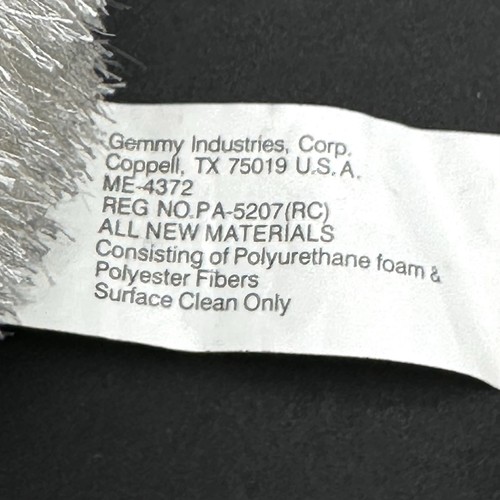 Gemmy Industries, Corp.
Coppell, TX 75019 U.S.A.
ME-4372
REG NO.PA-5207(RC)
ALL NEW MATERIALS
Consisting of Polyurethane foam &
Polyester Fibers
Surface Clean Only